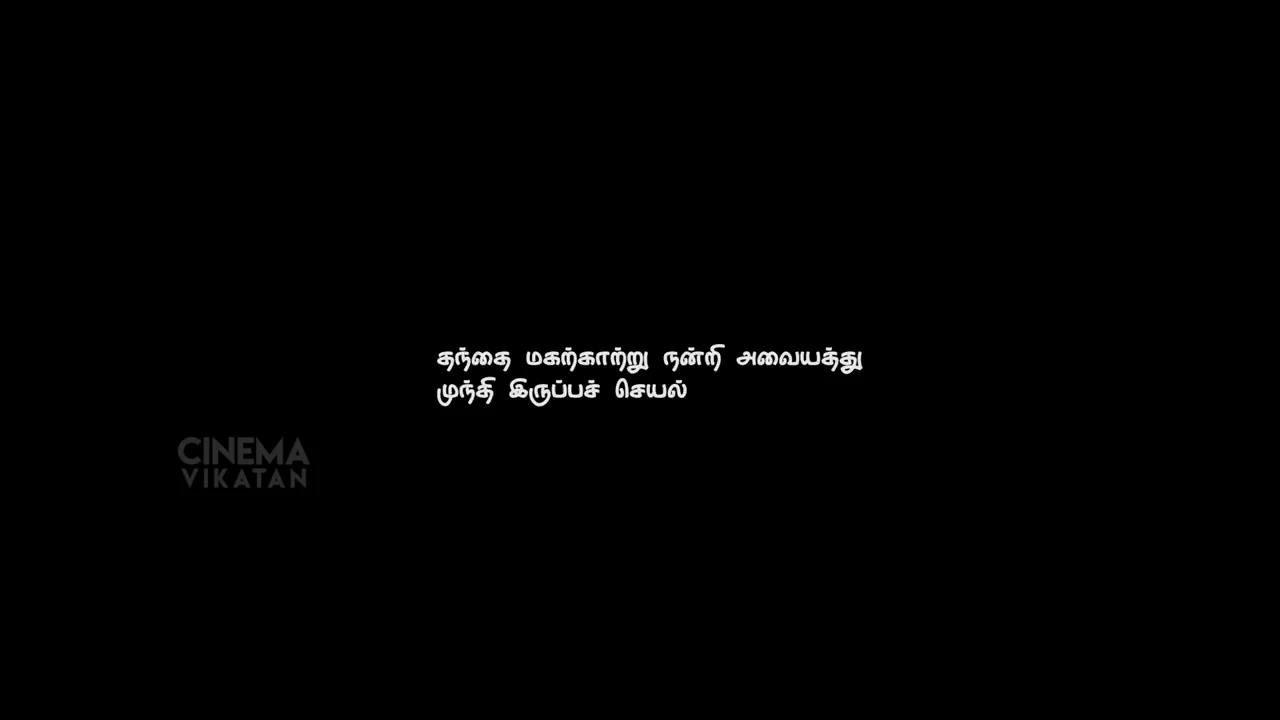 தந்தை மகற்காற்று நன்றி அவையத்து
முந்தி இருப்பச் செயல்
CINEMA
VIKATAN